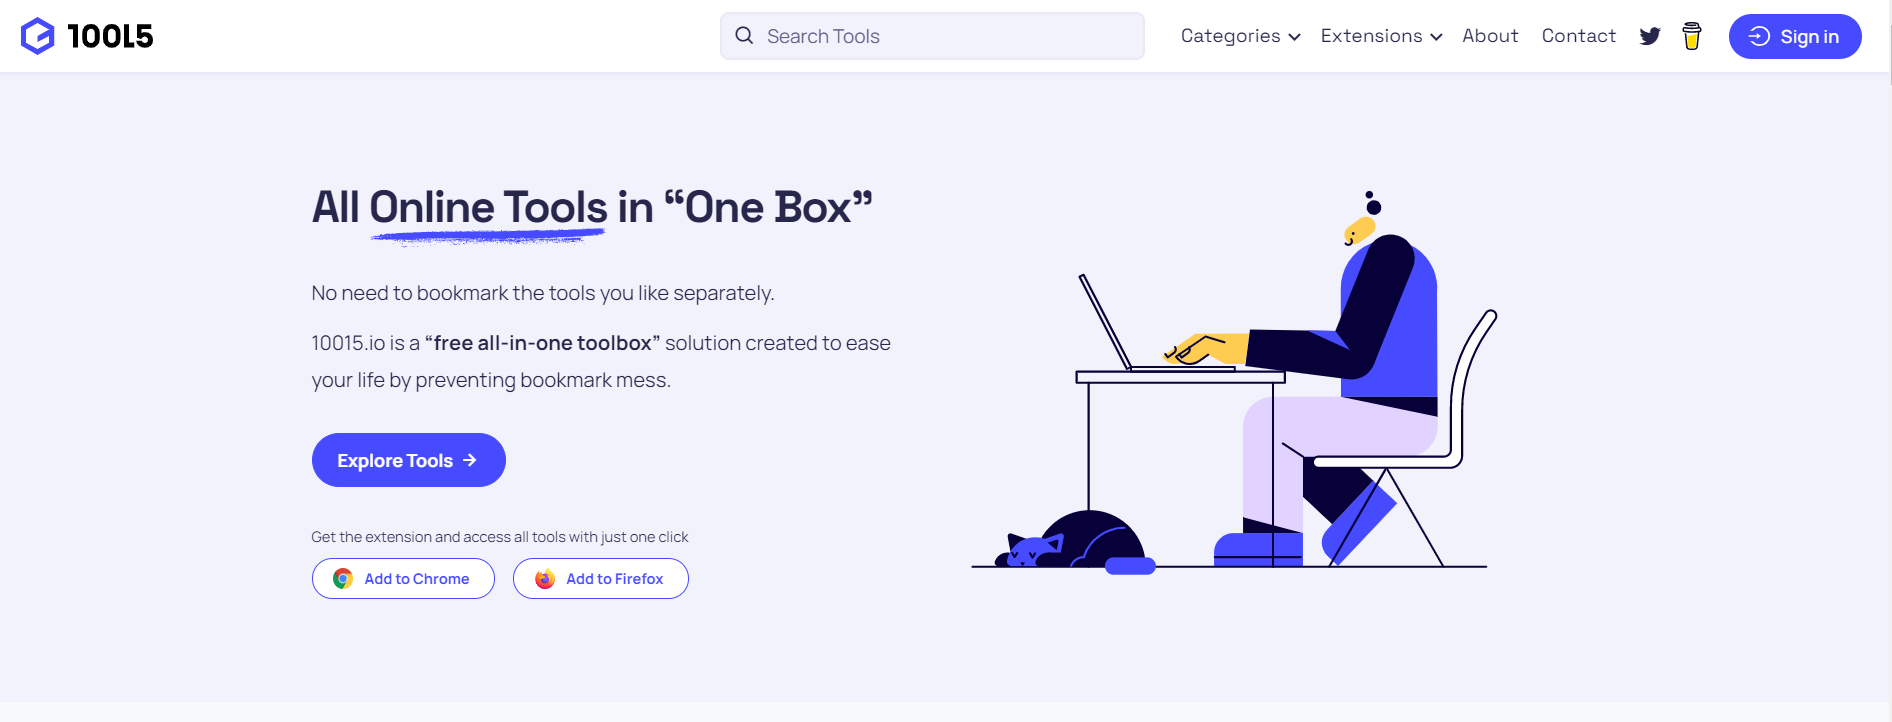 10015
Search Tools
Categories
Extensions
About
Contact
Sign in
All Online Tools in “One Box”
No need to bookmark the tools you like separately.
10015.io is a “free all-in-one toolbox” solution created to ease
your life by preventing bookmark mess.
Explore Tools
Get the extension and access all tools with just one click
Add to Chrome
Add to Firefox